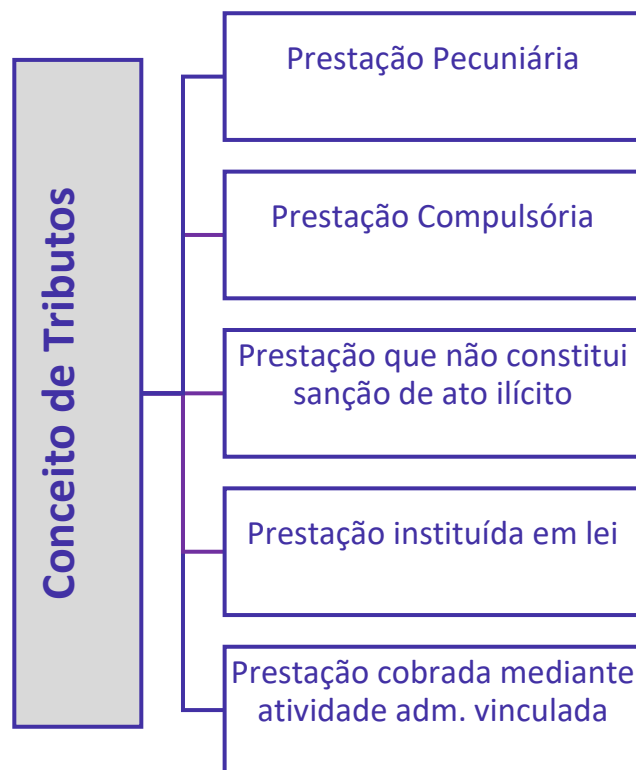 Conceito de Tributos
Prestação Pecuniária
Prestação Compulsória
Prestação que não constitui
sanção de ato ilícito
Prestação instituída em lei
Prestação cobrada mediante
atividade adm. vinculada